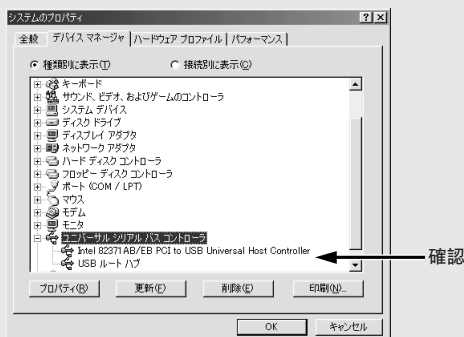 システムのプロパティ
全般 デバイス マネージャ ハードウェア プロファイル パフォーマンス
種類別に表示(T) 接続別に表示(C)
キーボード
サウンド、ビデオ、およびゲームのコントローラ
システム デバイス
ディスク ドライブ
ディスプレイ アダプタ
ネットワーク アダプタ
ハード ディスク コントローラ
フロッピー ディスク コントローラ
ポート (COM / LPT)
マウス
モデム
モニタ
ユニバーサル シリアル バス コントローラ
Intel 82371AB/EB PCI to USB Universal Host Controller
確認
USB ルート ハブ
プロパティ(R) 更新(F) 削除(E) 印刷(N)...
OK キャンセル